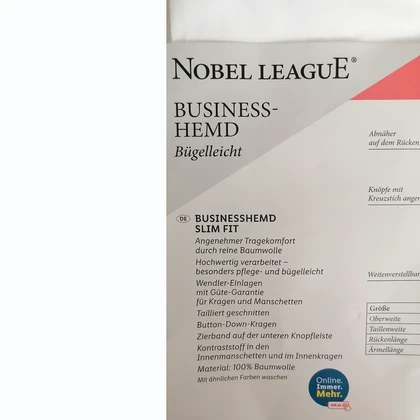 NOBEL LEAGUE®
BUSINESS-
HEMD
Bügelleicht
DE BUSINESSHEMD
SLIM FIT
Angenehmer Tragekomfort
durch reine Baumwolle
Hochwertig verarbeitet –
besonders pflege- und bügelleicht
Wendler-Einlagen
mit Güte-Garantie
für Kragen und Manschetten
Tailliert geschnitten
Button-Down-Kragen
Zierband auf der unteren Knopfleiste
Kontraststoff in den
Innenmanschetten und im Innenkragen
Material: 100% Baumwolle
Mit ähnlichen Farben waschen
Online.
Immer.
Mehr.
Abnäher
auf dem Rücken
Knöpfe mit
Kreuzstich
Weitenverstellbar
Größe
Oberweite
Taillenweite
Rückenlänge
Ärmellänge